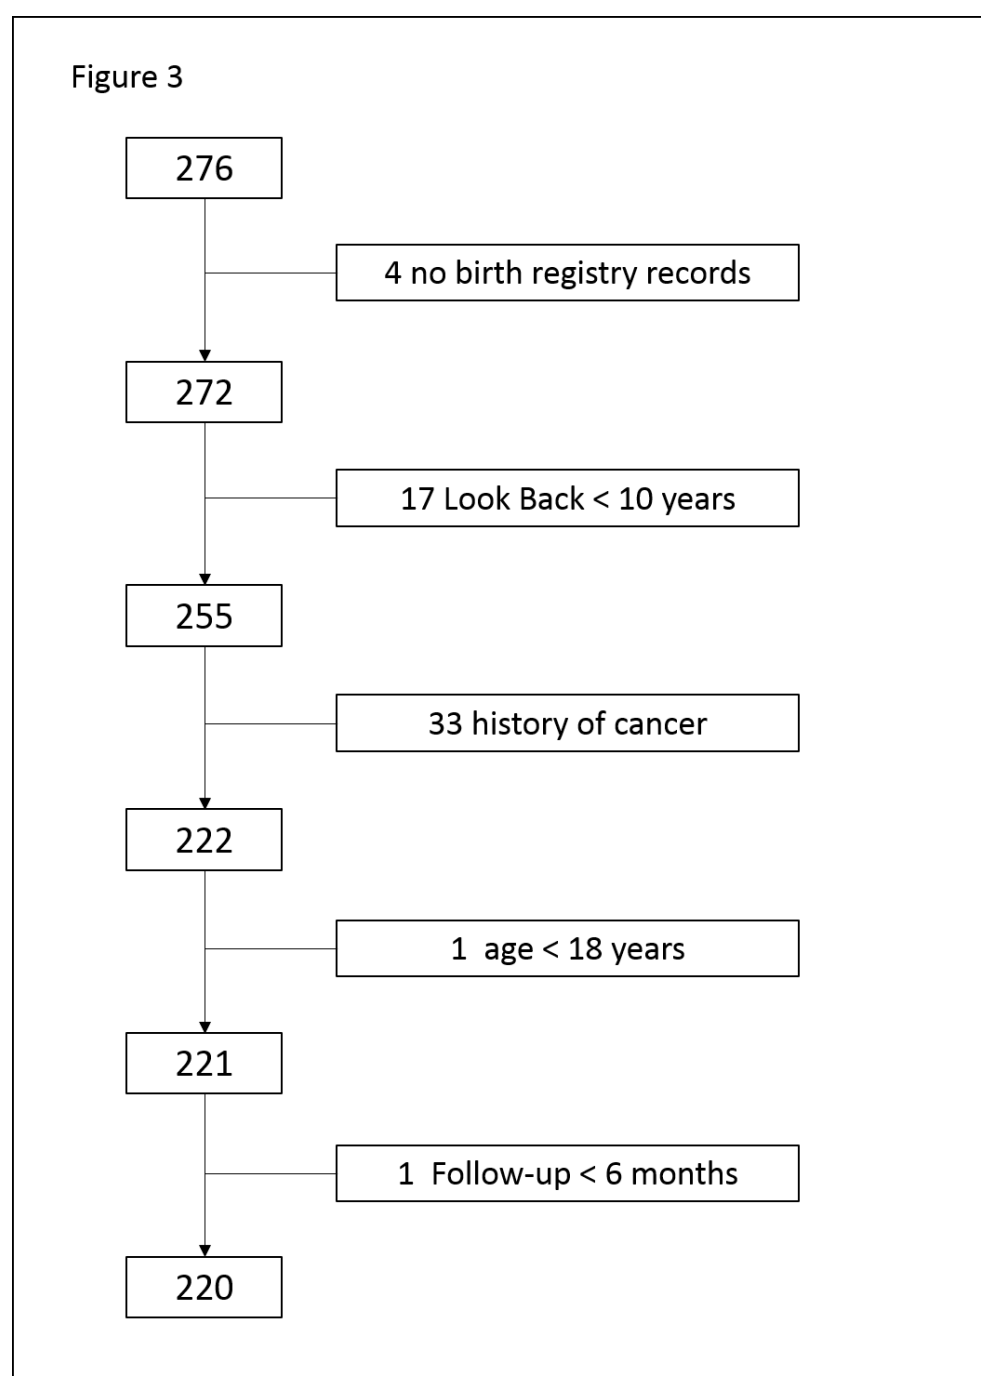 Figure 3
276
4 no birth registry records
272
17 Look Back < 10 years
255
33 history of cancer
222
1  age < 18 years
221
1  Follow-up < 6 months
220